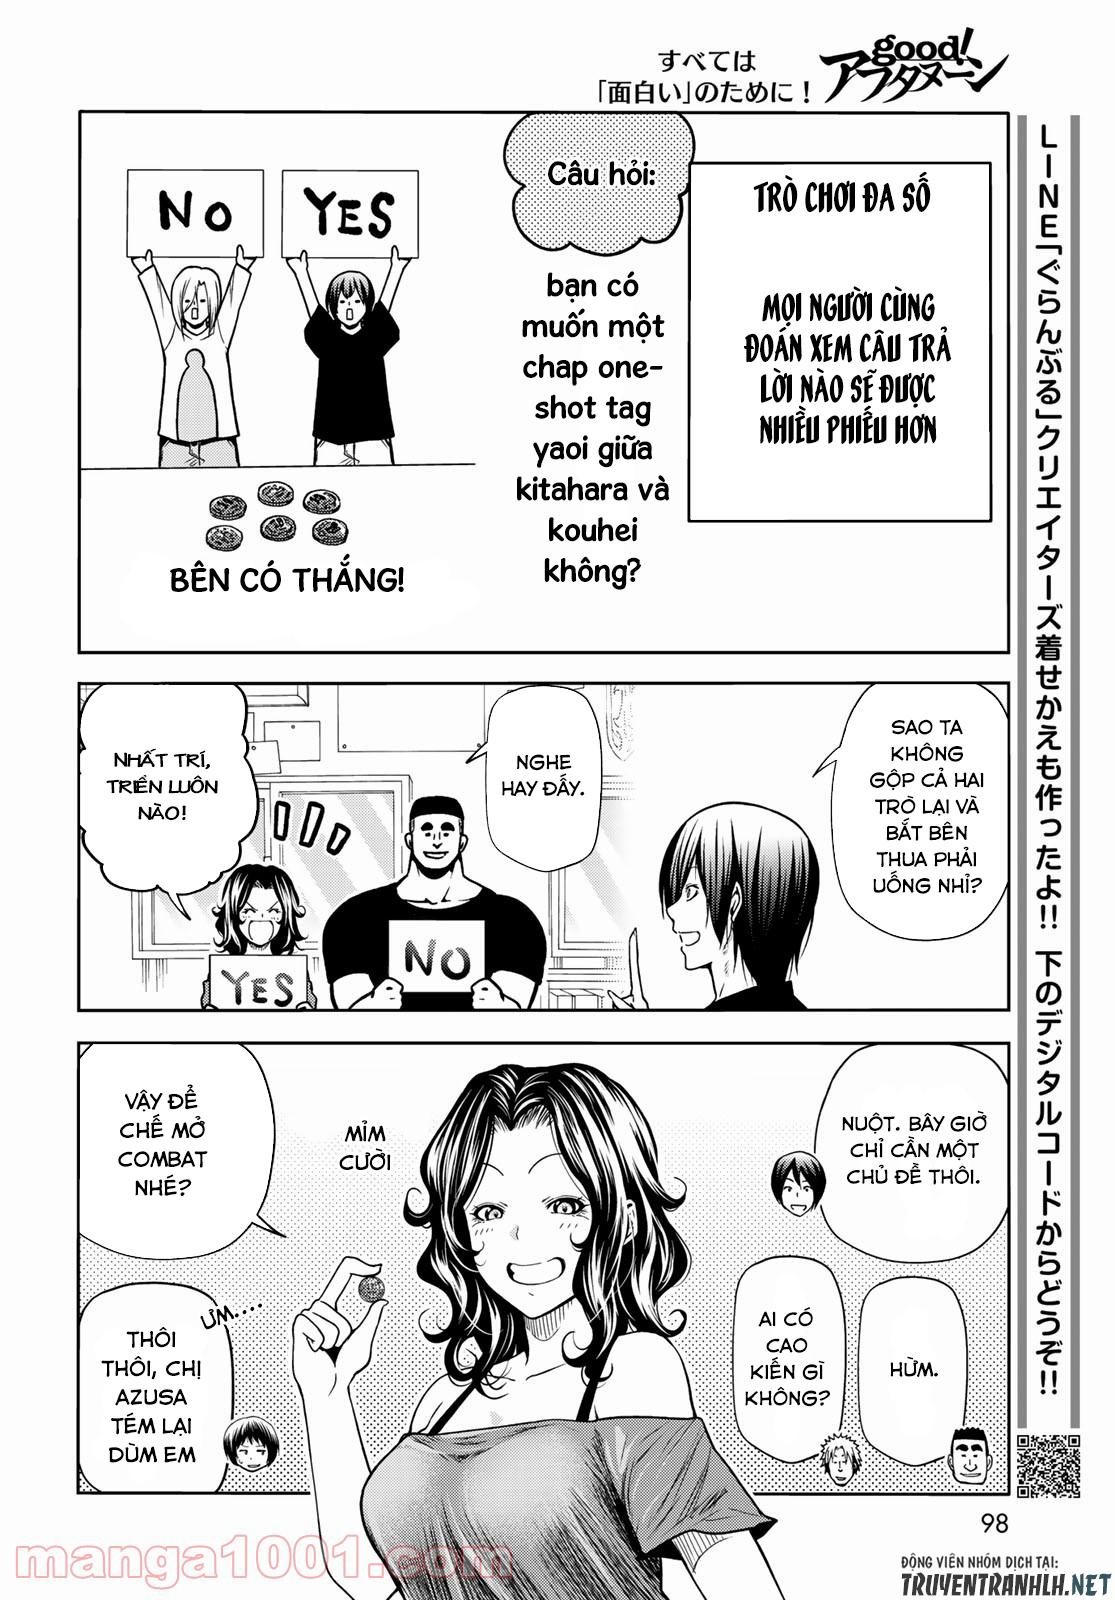 すべては
「面白い」のために！
good!
アフタヌーン
LINE「ぐらんぶる」クリエイターズ着せかえも作ったよ!! 下のデジタルコードからどうぞ!!
TRÒ CHƠI ĐA SỐ
MỌI NGƯỜI CÙNG
ĐOÁN XEM CÂU TRẢ
LỜI NÀO SẼ ĐƯỢC
NHIỀU PHIẾU HƠN
Câu hỏi:
bạn có
muốn một
chap one-
shot tag
yaoi giữa
kitahara và
kouhei
không?
YES
NO
BÊN CÓ THẮNG!
SAO TA
KHÔNG
GỘP CẢ HAI
TRÒ LẠI VÀ
BẮT BÊN
THUA PHẢI
UỐNG NHỈ?
NGHE
HAY ĐẤY.
NHẤT TRÍ,
TRIỂN LUÔN
NÀO!
NO
YES
NUỘT. BÂY GIỜ
CHỈ CẦN MỘT
CHỦ ĐỀ THÔI.
HỪM.
AI CÓ
CAO
KIẾN GÌ
KHÔNG?
MỈM
CƯỜI
VẬY ĐỂ
CHẾ MỞ
COMBAT
NHÉ?
ƯM....
THÔI
THÔI, CHỊ
AZUSA
TÉM LẠI
DÙM EM
98
manga1001.com
ĐỘNG VIÊN NHÓM DỊCH TẠI:
TRUYENTRANHLH.NET